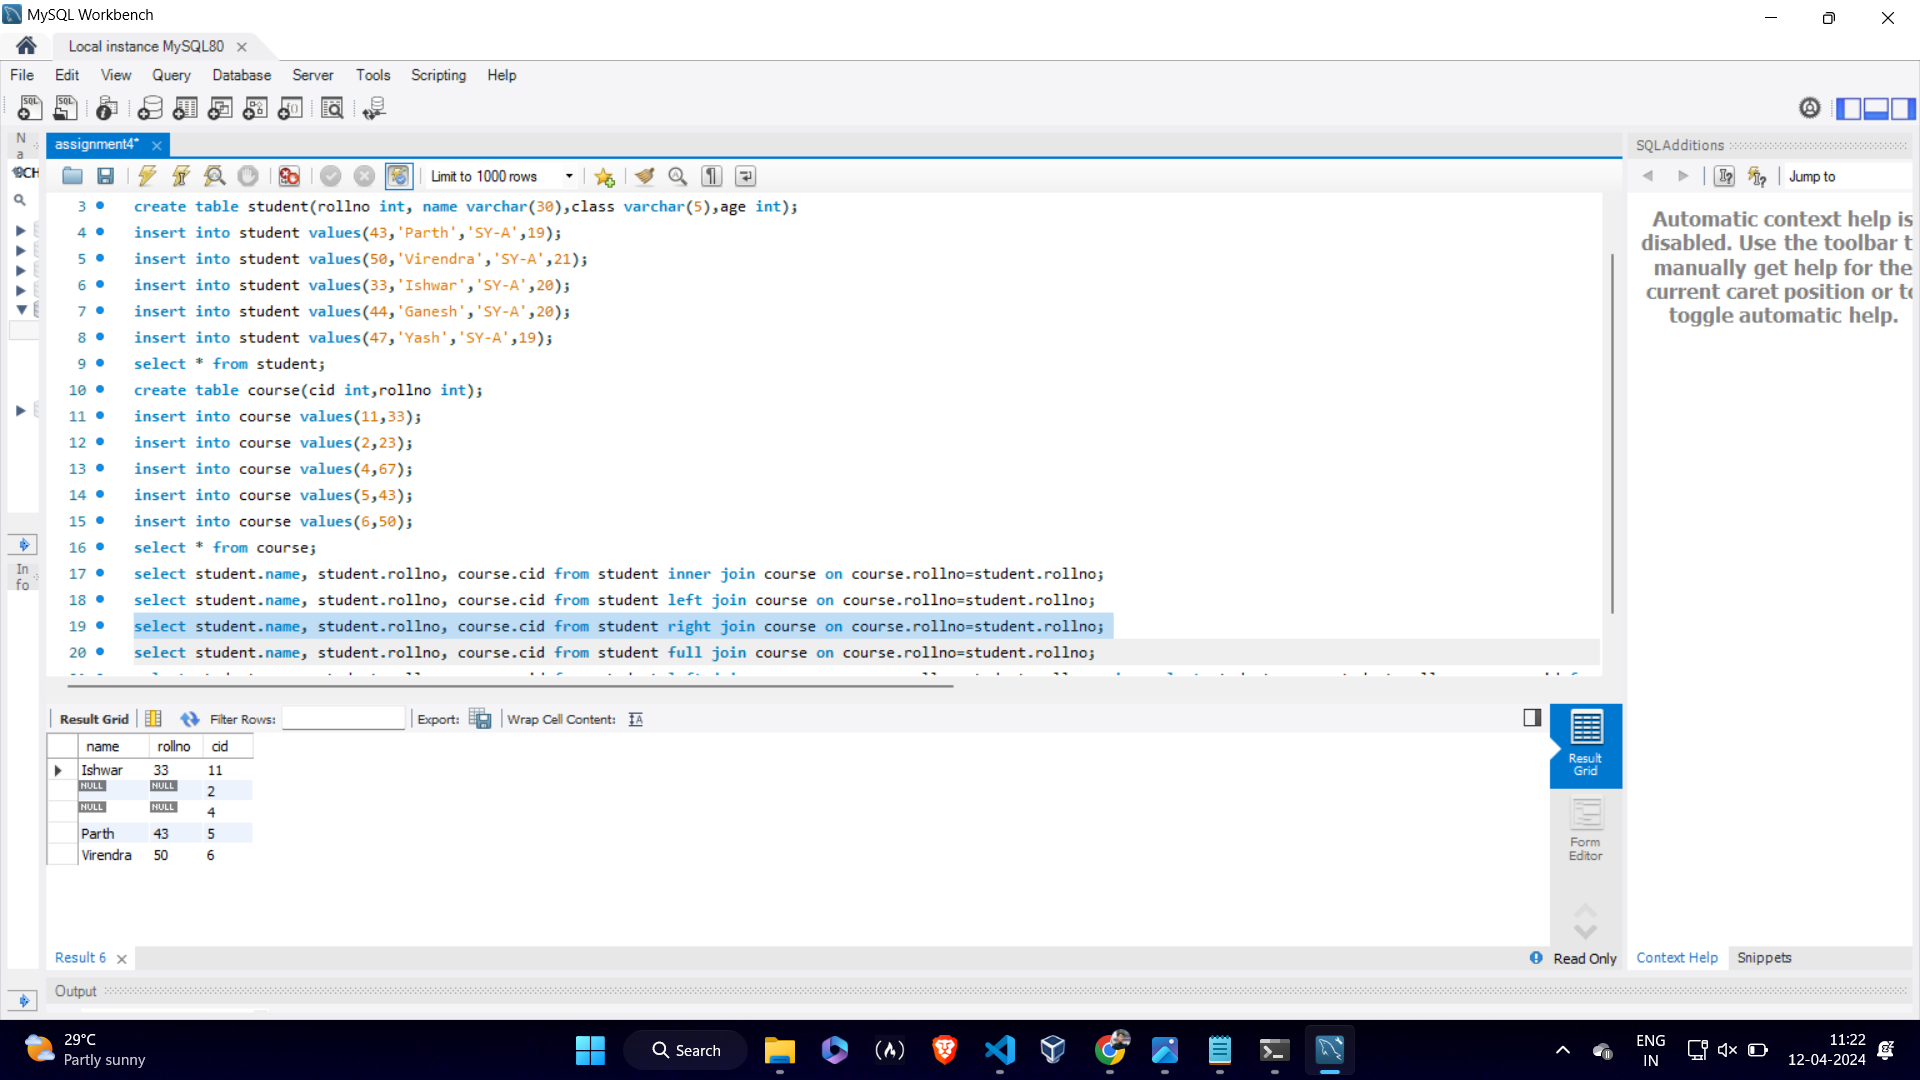 MySQL Workbench
Local instance MySQL80
File Edit View Query Database Server Tools Scripting Help
assignment4*
SQLAdditions
Limit to 1000 rows
Jump to
Automatic context help is
disabled. Use the toolbar t
manually get help for the
current caret position or to
toggle automatic help.
3 create table student(rollno int, name varchar(30),class varchar(5),age int);
4 insert into student values(43,'Parth','SY-A',19);
5 insert into student values(50,'Virendra','SY-A',21);
6 insert into student values(33,'Ishwar','SY-A',20);
7 insert into student values(44,'Ganesh','SY-A',20);
8 insert into student values(47,'Yash','SY-A',19);
9 select * from student;
10 create table course(cid int,rollno int);
11 insert into course values(11,33);
12 insert into course values(2,23);
13 insert into course values(4,67);
14 insert into course values(5,43);
15 insert into course values(6,50);
16 select * from course;
17 select student.name, student.rollno, course.cid from student inner join course on course.rollno=student.rollno;
18 select student.name, student.rollno, course.cid from student left join course on course.rollno=student.rollno;
19 select student.name, student.rollno, course.cid from student right join course on course.rollno=student.rollno;
20 select student.name, student.rollno, course.cid from student full join course on course.rollno=student.rollno;
Na
SCH
In
fo
Result Grid Filter Rows: Export: Wrap Cell Content:
name rollno cid
Ishwar 33 11
NULL NULL 2
NULL NULL 4
Parth 43 5
Virendra 50 6
Result
Grid
Form
Editor
Result 6
Read Only
Context Help Snippets
Output
29°C
Partly sunny
Search
ENG
IN
11:22
12-04-2024